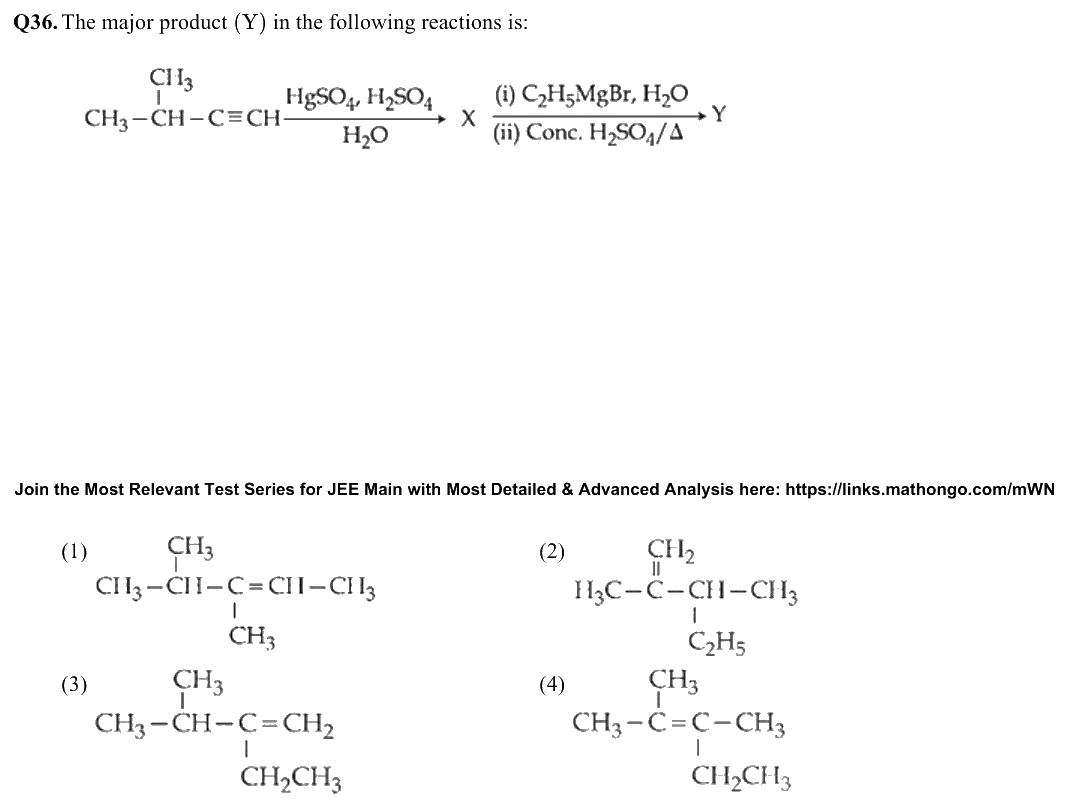 Q36. The major product (Y) in the following reactions is:
CH₃
|
CH₃–CH–C≡CH HgSO₄, H₂SO₄ / H₂O → X (i) C₂H₅MgBr, H₂O / (ii) Conc. H₂SO₄/Δ → Y
Join the Most Relevant Test Series for JEE Main with Most Detailed & Advanced Analysis here: https://links.mathongo.com/mWN
(1) CH₃
|
CH₃–CH–C=CH–CH₃
|
CH₃
(2) CH₂
||
H₃C–C–CH–CH₃
|
C₂H₅
(3) CH₃
|
CH₃–CH–C=CH₂
|
CH₂CH₃
(4) CH₃
|
CH₃–C=C–CH₃
|
CH₂CH₃